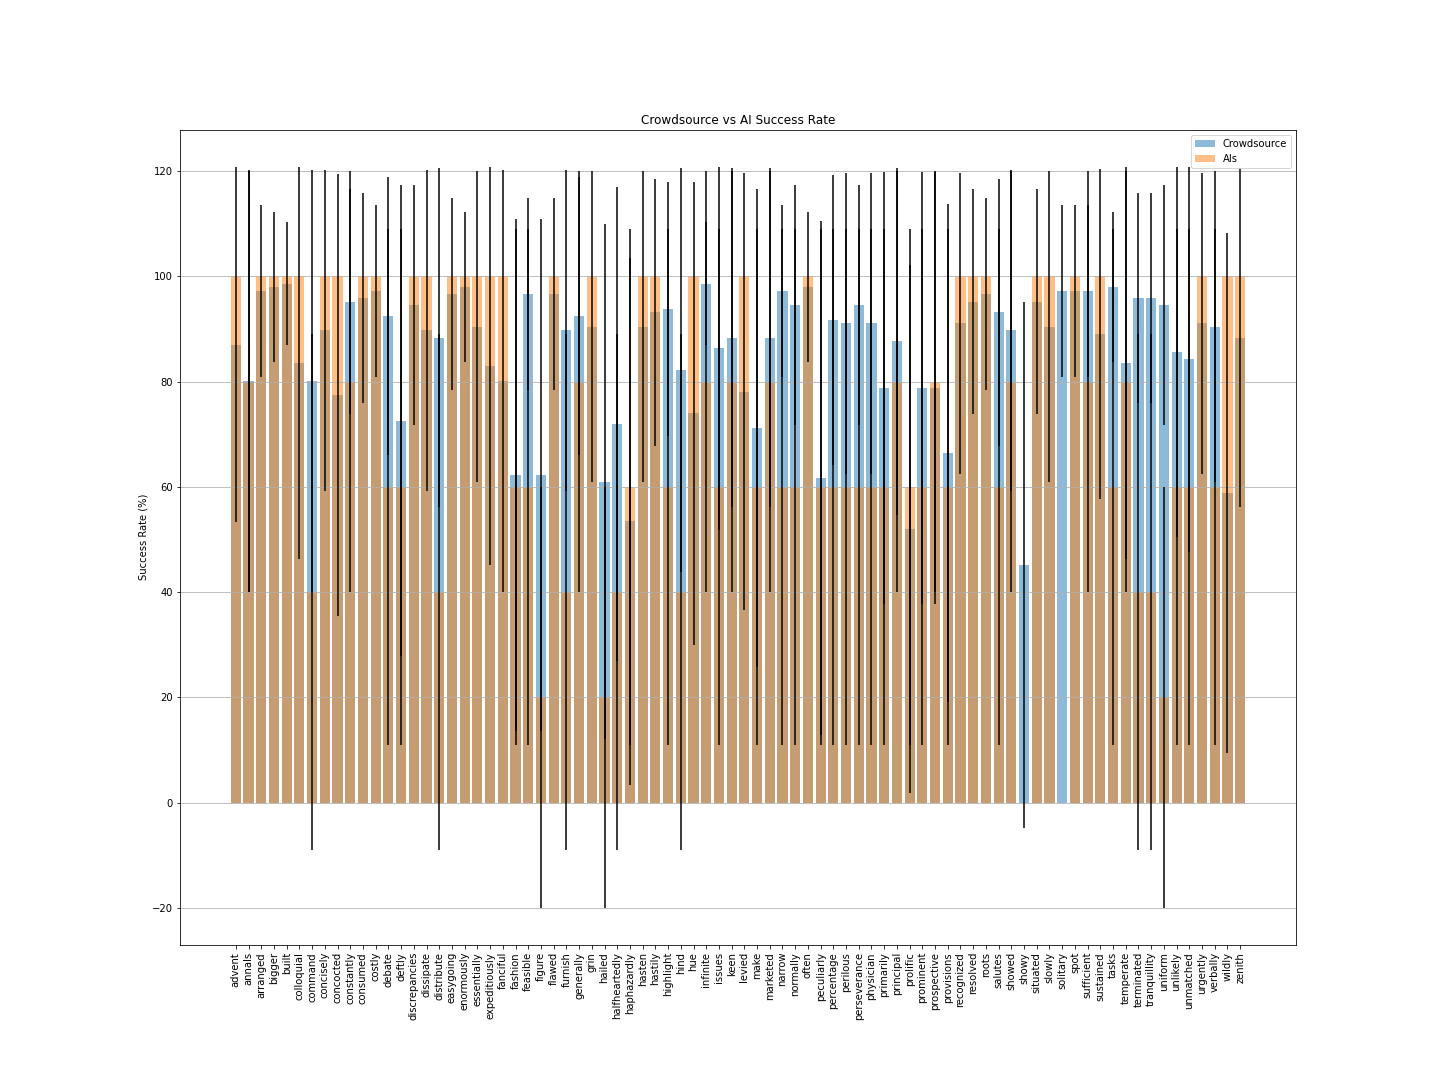 Crowdsource vs AI Success Rate
Crowdsource
AIs
Success Rate (%)
120
100
80
60
40
20
0
−20
advent
annals
arranged
bigger
built
colloquial
command
concisely
concocted
constantly
consumed
costly
debate
deftly
discrepancies
dissipate
distribute
easygoing
enormously
essentially
expeditiously
fanciful
fashion
feasible
figure
flawed
furnish
generally
grin
hailed
halfheartedly
haphazardly
hasten
hastily
highlight
hind
hue
infinite
issues
keen
levied
make
marketed
narrow
normally
often
peculiarly
percentage
perilous
perseverance
physician
primarily
principal
prolific
prominent
prospective
provisions
recognized
resolved
roots
salutes
showed
showy
situated
slowly
solitary
spot
sufficient
sustained
tasks
temperate
terminated
tranquillity
uniform
unlikely
unmatched
urgently
verbally
wildly
zenith